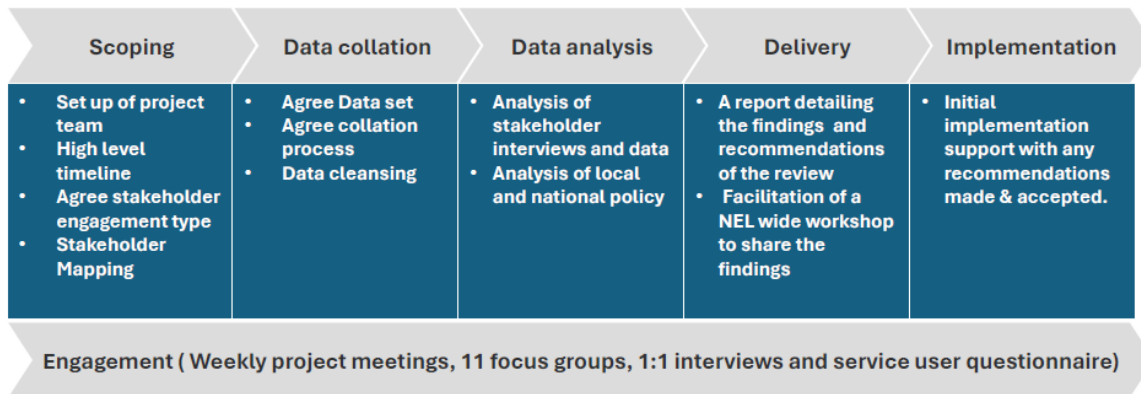 Scoping
Data collation
Data analysis
Delivery
Implementation
• Set up of project
team
• High level
timeline
• Agree stakeholder
engagement type
• Stakeholder
Mapping
• Agree Data set
• Agree collation
process
• Data cleansing
• Analysis of
stakeholder
interviews and data
• Analysis of local
and national policy
• A report detailing
the findings and
recommendations
of the review
• Facilitation of a
NEL wide workshop
to share the
findings
• Initial
implementation
support with any
recommendations
made & accepted.
Engagement ( Weekly project meetings, 11 focus groups, 1:1 interviews and service user questionnaire)